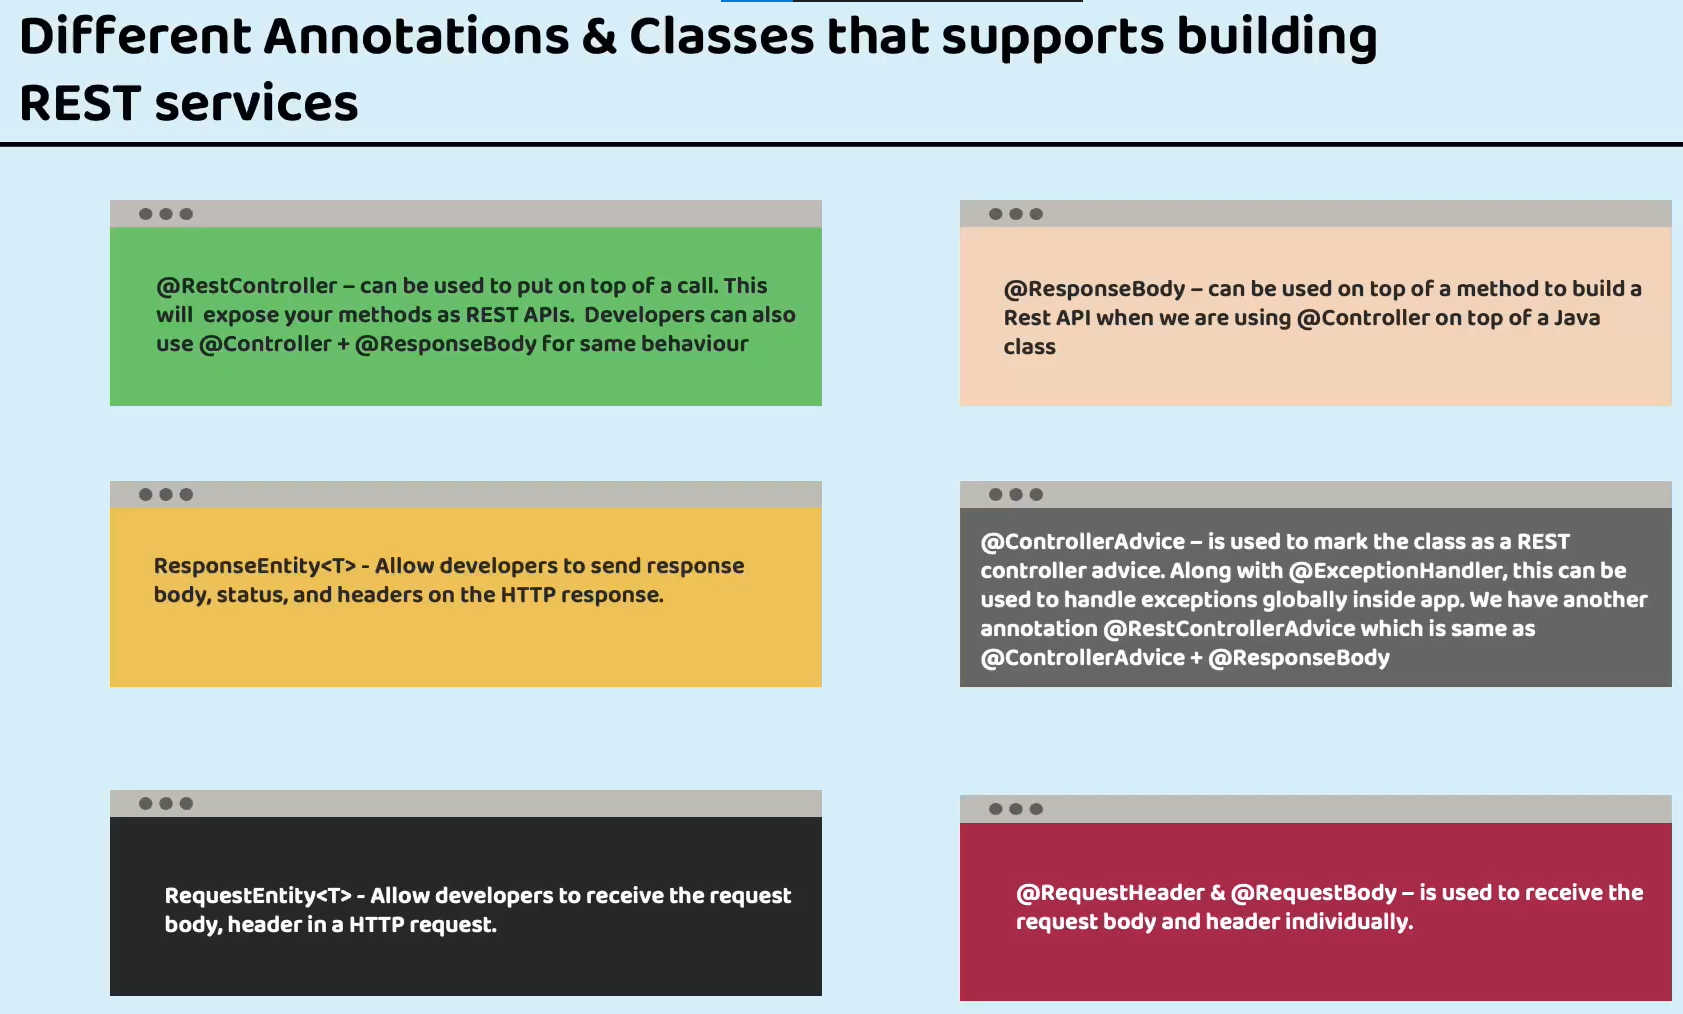 Different Annotations & Classes that supports building
REST services
@RestController – can be used to put on top of a call. This
will  expose your methods as REST APIs.  Developers can also
use @Controller + @ResponseBody for same behaviour
@ResponseBody – can be used on top of a method to build a
Rest API when we are using @Controller on top of a Java
class
ResponseEntity<T> - Allow developers to send response
body, status, and headers on the HTTP response.
@ControllerAdvice – is used to mark the class as a REST
controller advice. Along with @ExceptionHandler, this can be
used to handle exceptions globally inside app. We have another
annotation @RestControllerAdvice which is same as
@ControllerAdvice + @ResponseBody
RequestEntity<T> - Allow developers to receive the request
body, header in a HTTP request.
@RequestHeader & @RequestBody – is used to receive the
request body and header individually.